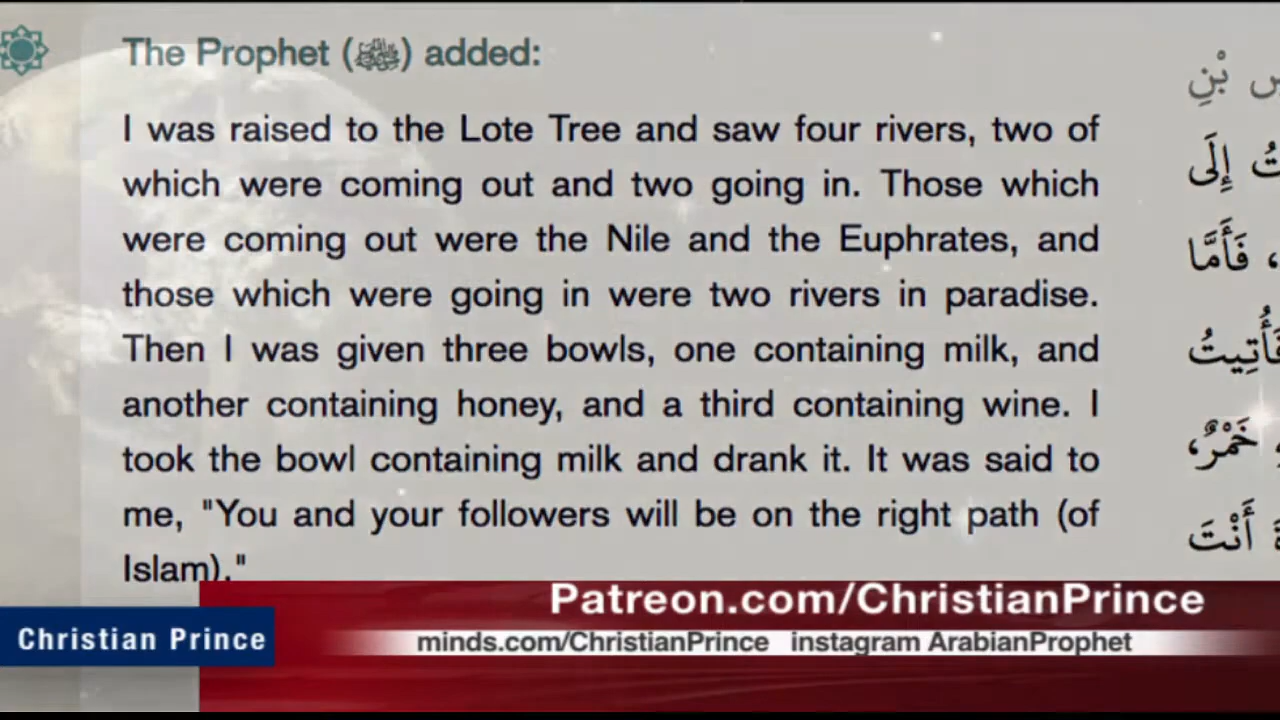 The Prophet (ﷺ) added:
I was raised to the Lote Tree and saw four rivers, two of
which were coming out and two going in. Those which
were coming out were the Nile and the Euphrates, and
those which were going in were two rivers in paradise.
Then I was given three bowls, one containing milk, and
another containing honey, and a third containing wine. I
took the bowl containing milk and drank it. It was said to
me, "You and your followers will be on the right path (of
Islam)."
بْنِ
إِلَى
، فَأَمَّا
فَأُتِيتُ
خَمْرٌ،
أَنْتَ
Patreon.com/ChristianPrince
Christian Prince
minds.com/ChristianPrince instagram ArabianProphet